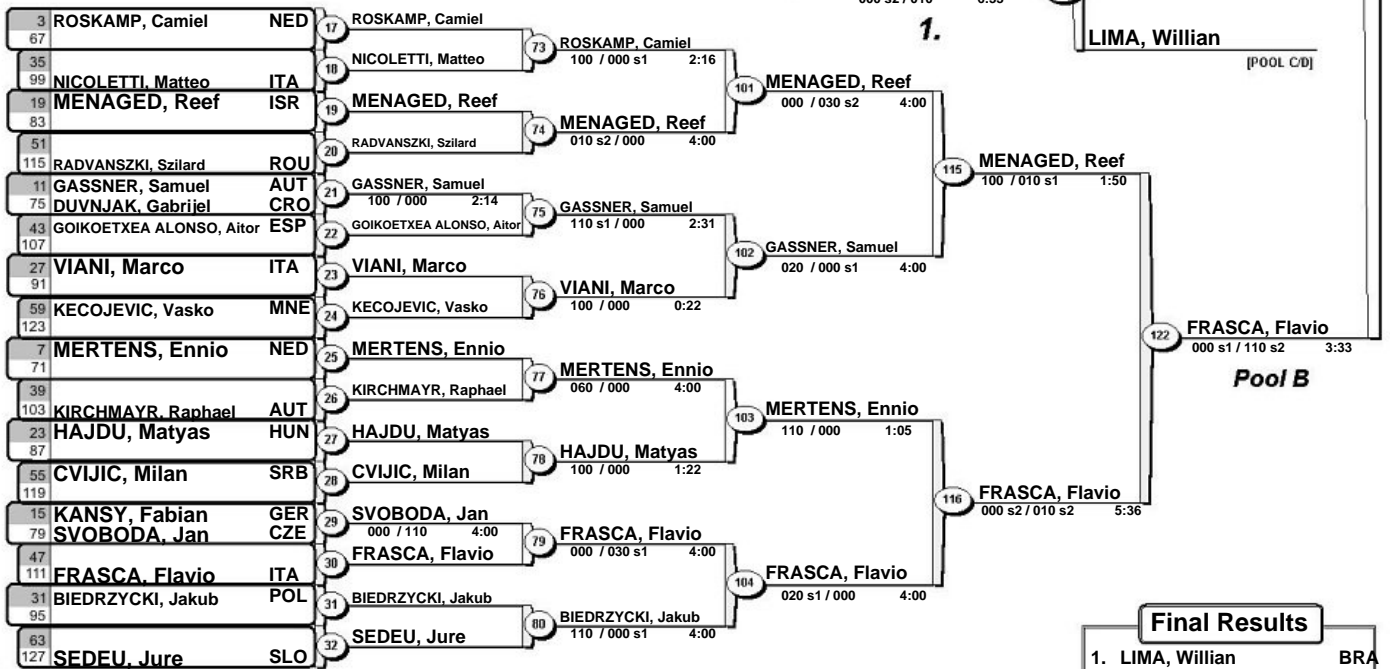 000 s2 / 010 0:33
1.
LIMA, Willian
[POOL C/D]
3 ROSKAMP, Camiel NED
67
35
99 NICOLETTI, Matteo ITA
19 MENAGED, Reef ISR
83
51
115 RADVANSZKI, Szilard ROU
11 GASSNER, Samuel AUT
75 DUVNJAK, Gabrijel CRO
43 GOIKOETXEA ALONSO, Aitor ESP
107
27 VIANI, Marco ITA
91
59 KECOJEVIC, Vasko MNE
123
7 MERTENS, Ennio NED
71
39
103 KIRCHMAYR, Raphael AUT
23 HAJDU, Matyas HUN
87
55 CVIJIC, Milan SRB
119
15 KANSY, Fabian GER
79 SVOBODA, Jan CZE
47
111 FRASCA, Flavio ITA
31 BIEDRZYCKI, Jakub POL
95
63
127 SEDEU, Jure SLO
17 ROSKAMP, Camiel
18 NICOLETTI, Matteo
19 MENAGED, Reef
20 RADVANSZKI, Szilard
21 GASSNER, Samuel
100 / 000 2:14
22 GOIKOETXEA ALONSO, Aitor
23 VIANI, Marco
24 KECOJEVIC, Vasko
25 MERTENS, Ennio
26 KIRCHMAYR, Raphael
27 HAJDU, Matyas
28 CVIJIC, Milan
29 SVOBODA, Jan
000 / 110 4:00
30 FRASCA, Flavio
31 BIEDRZYCKI, Jakub
32 SEDEU, Jure
73 ROSKAMP, Camiel
100 / 000 s1 2:16
74 MENAGED, Reef
010 s2 / 000 4:00
75 GASSNER, Samuel
110 s1 / 000 2:31
76 VIANI, Marco
100 / 000 0:22
77 MERTENS, Ennio
060 / 000 4:00
78 HAJDU, Matyas
100 / 000 1:22
79 FRASCA, Flavio
000 / 030 s1 4:00
80 BIEDRZYCKI, Jakub
110 / 000 s1 4:00
101 MENAGED, Reef
000 / 030 s2 4:00
102 GASSNER, Samuel
020 / 000 s1 4:00
103 MERTENS, Ennio
110 / 000 1:05
104 FRASCA, Flavio
020 s1 / 000 4:00
115 MENAGED, Reef
100 / 010 s1 1:50
116 FRASCA, Flavio
000 s2 / 010 s2 5:36
122 FRASCA, Flavio
000 s1 / 110 s2 3:33
Pool B
Final Results
1. LIMA, Willian BRA